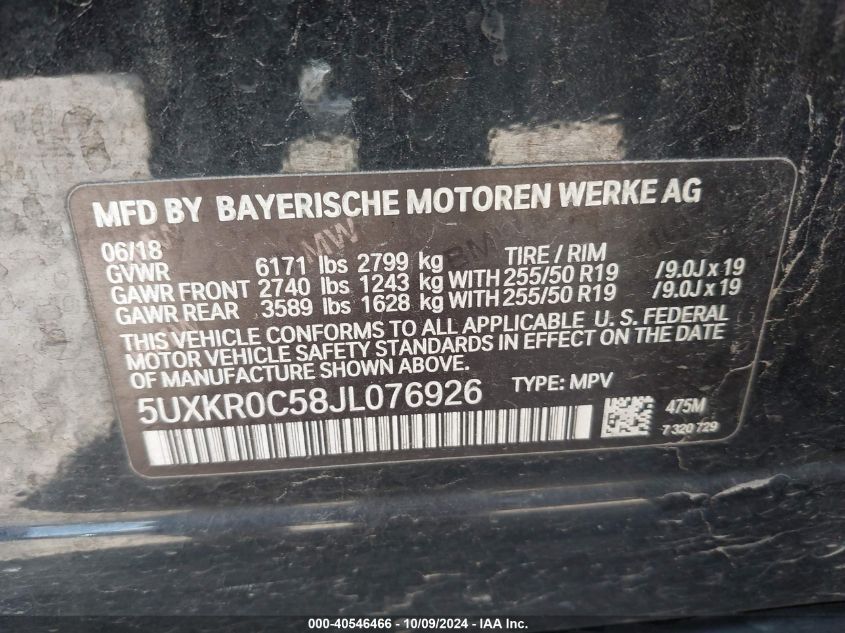 MFD BY BAYERISCHE MOTOREN WERKE AG
06/18 TIRE / RIM
GVWR 6171 lbs 2799 kg
GAWR FRONT 2740 lbs 1243 kg WITH 255/50 R19 /9.0J x 19
GAWR REAR 3589 lbs 1628 kg WITH 255/50 R19 /9.0J x 19
THIS VEHICLE CONFORMS TO ALL APPLICABLE U. S. FEDERAL
MOTOR VEHICLE SAFETY STANDARDS IN EFFECT ON THE DATE
OF MANUFACTURE SHOWN ABOVE.
5UXKR0C58JL076926 TYPE: MPV
475M
7 320 729
000-40546466 - 10/09/2024 - IAA Inc.